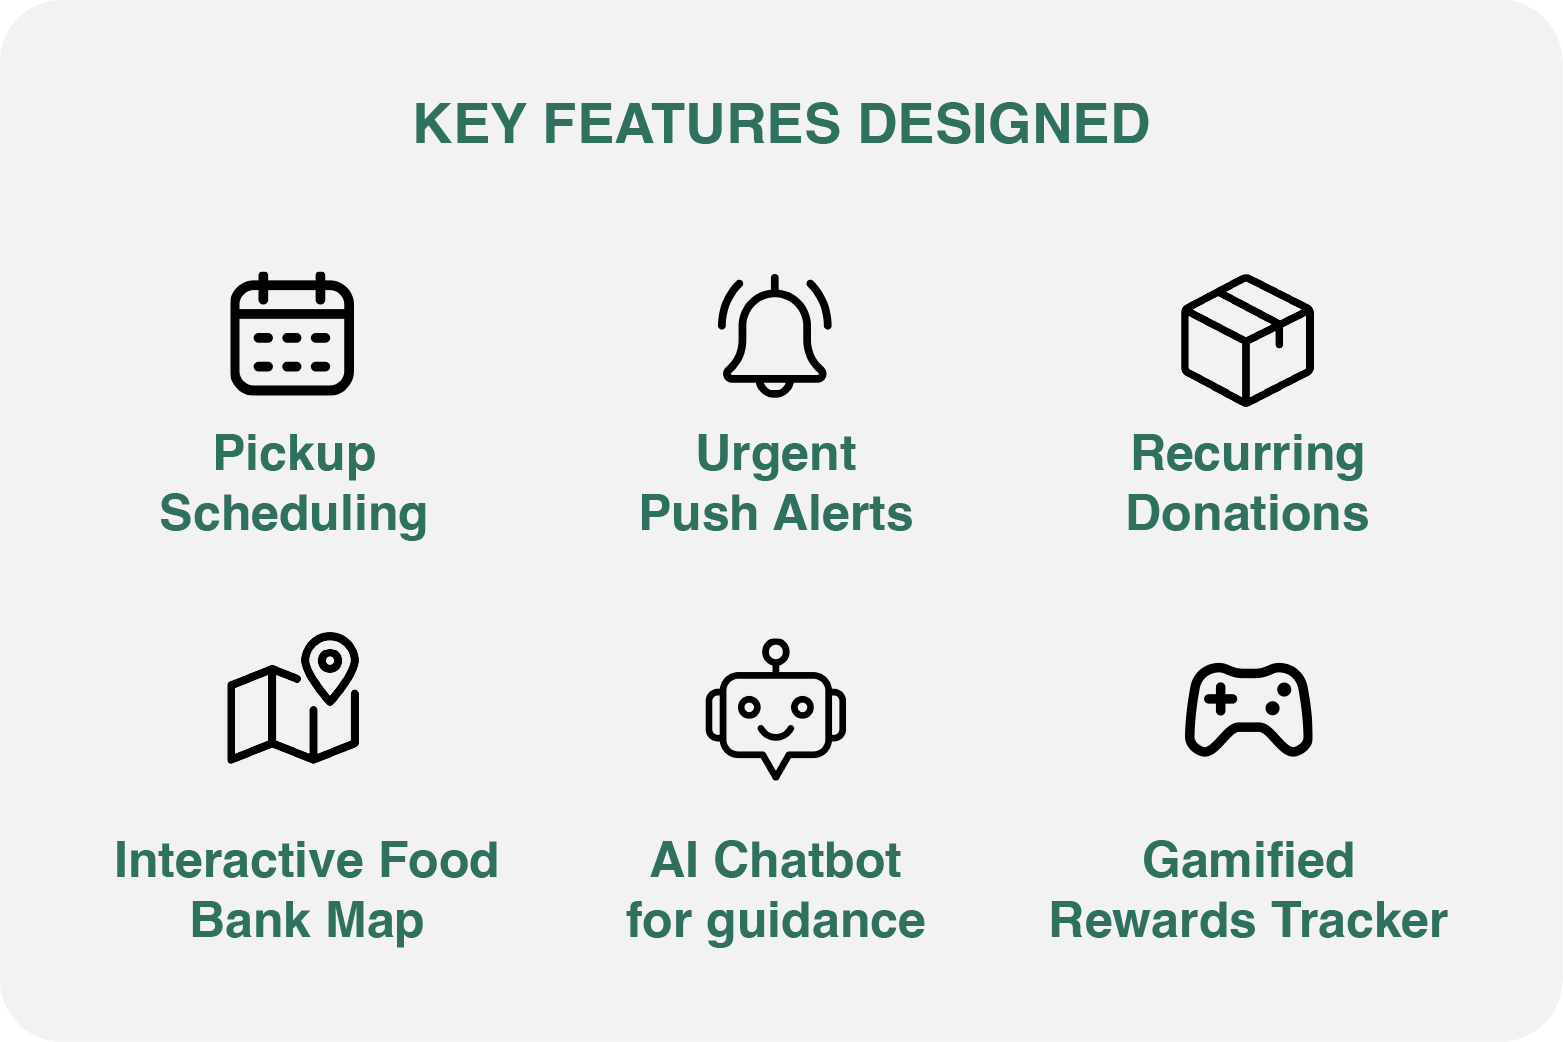 KEY FEATURES DESIGNED
Pickup
Scheduling
Urgent
Push Alerts
Recurring
Donations
Interactive Food
Bank Map
AI Chatbot
for guidance
Gamified
Rewards Tracker